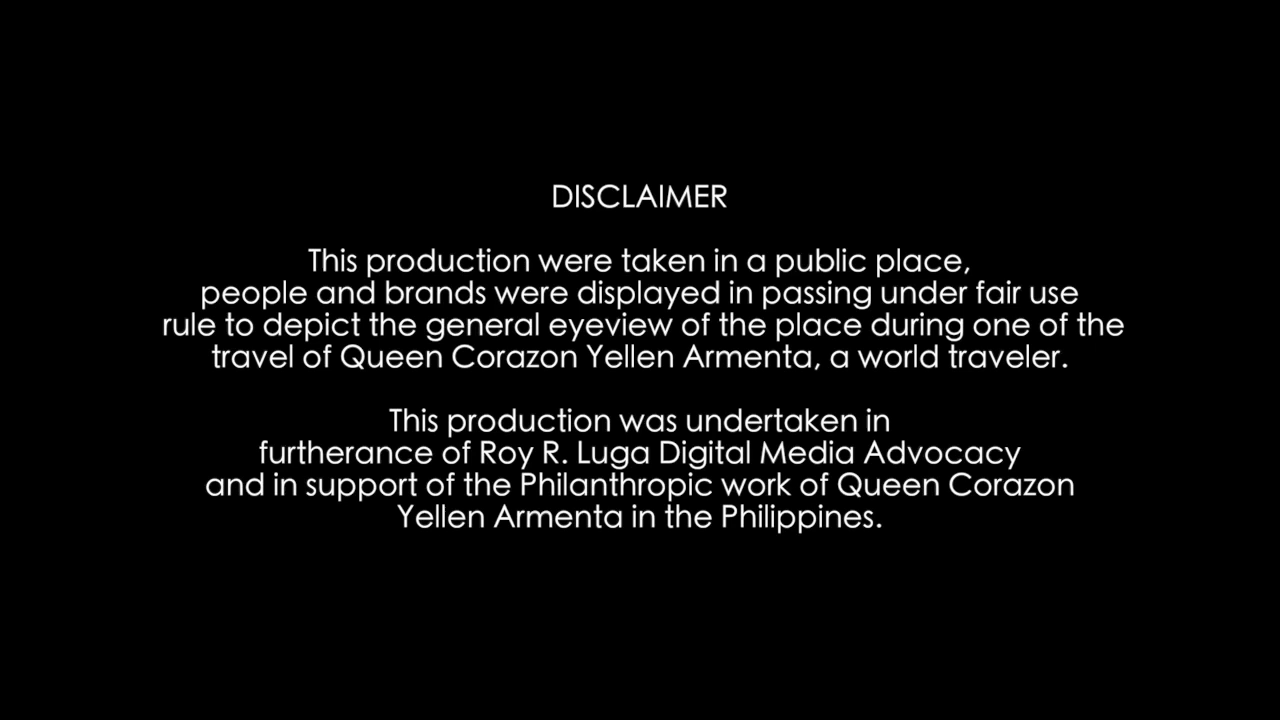 DISCLAIMER
This production were taken in a public place,
people and brands were displayed in passing under fair use
rule to depict the general eyeview of the place during one of the
travel of Queen Corazon Yellen Armenta, a world traveler.
This production was undertaken in
furtherance of Roy R. Luga Digital Media Advocacy
and in support of the Philanthropic work of Queen Corazon
Yellen Armenta in the Philippines.